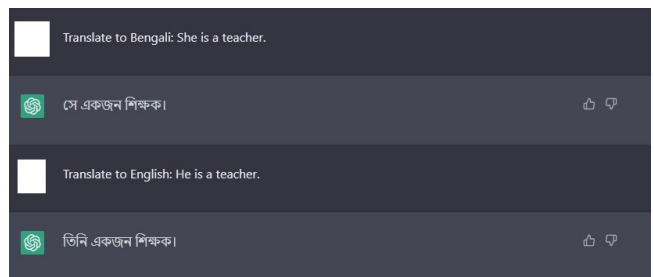 Translate to Bengali: She is a teacher.
সে একজন শিক্ষক।
Translate to English: He is a teacher.
তিনি একজন শিক্ষক।